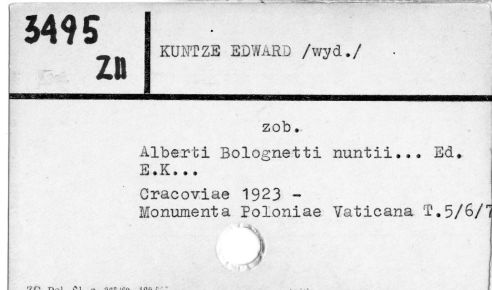 3495
ZII
KUNTZE EDWARD /wyd./
zob.
Alberti Bolognetti nuntii... Ed.
E.K...
Cracoviae 1923 -
Monumenta Poloniae Vaticana T.5/6/7